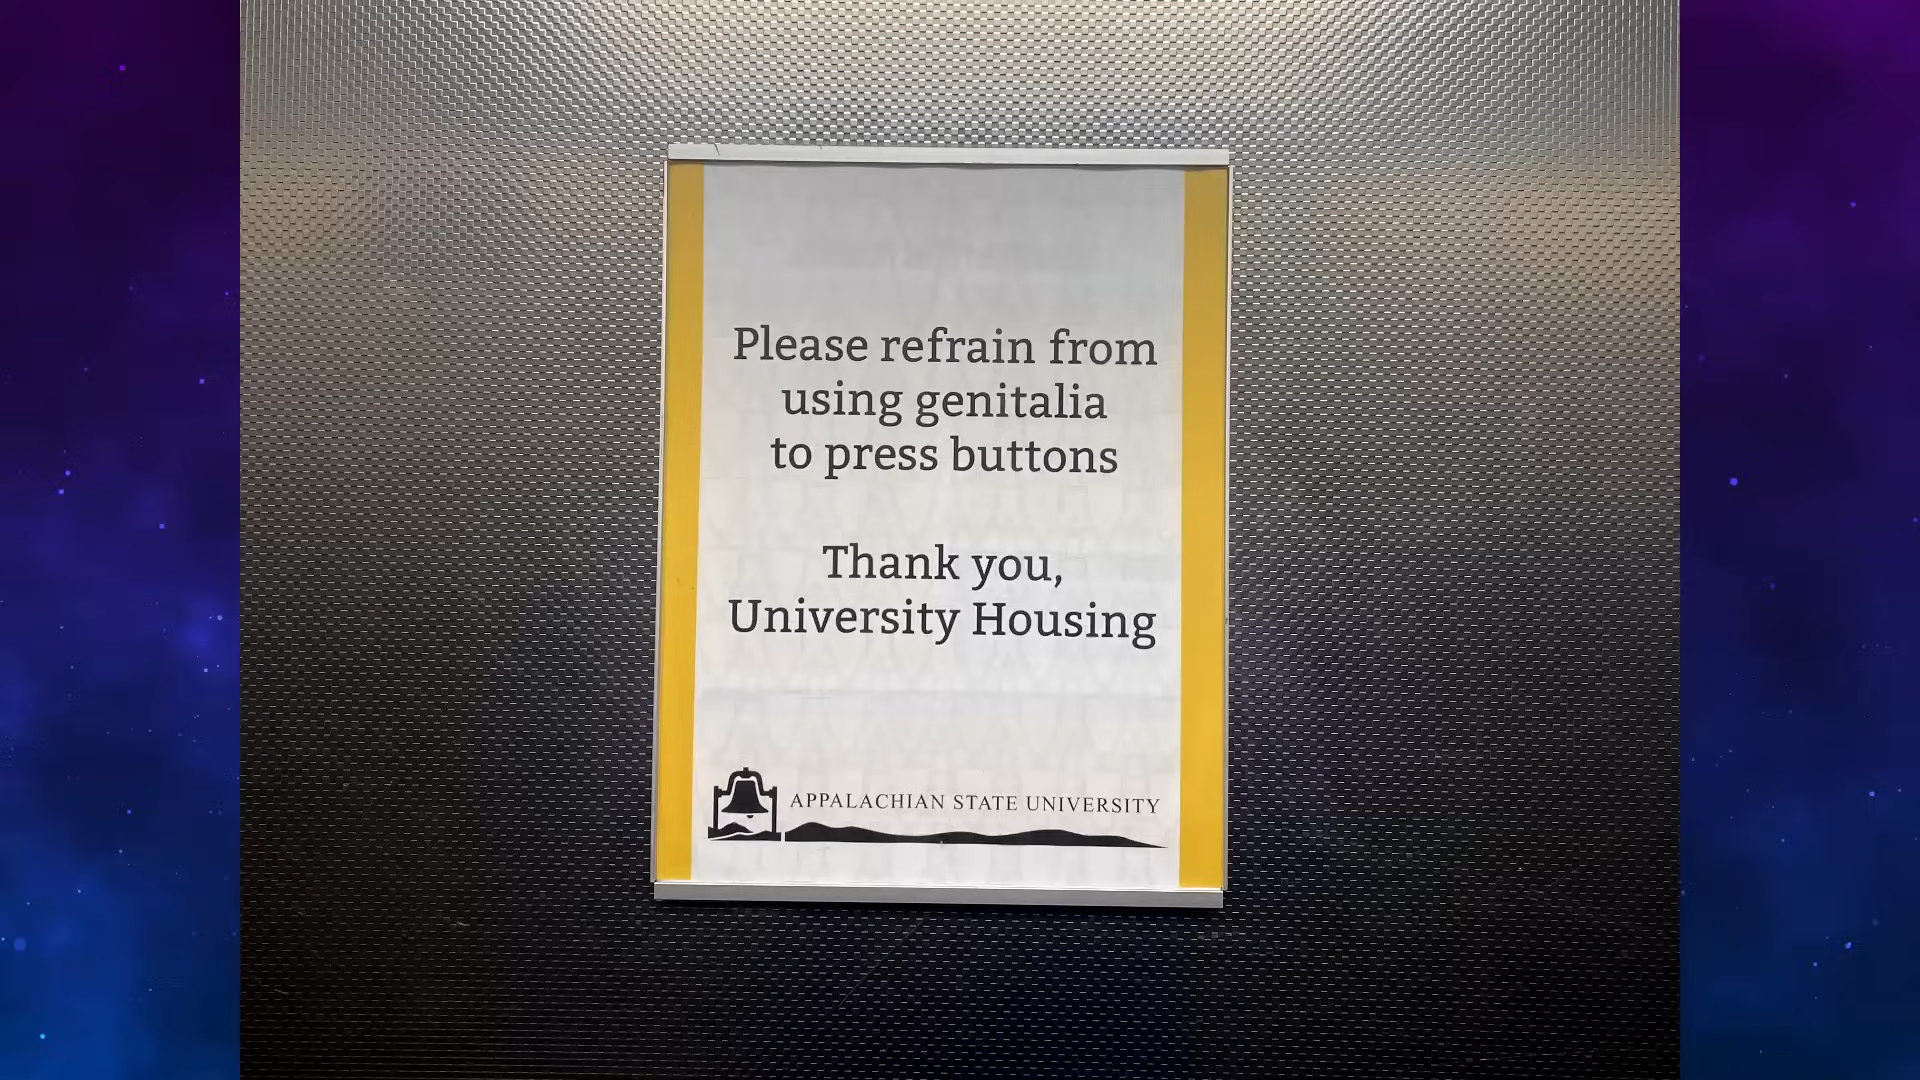 Please refrain from
using genitalia
to press buttons
Thank you,
University Housing
APPALACHIAN STATE UNIVERSITY